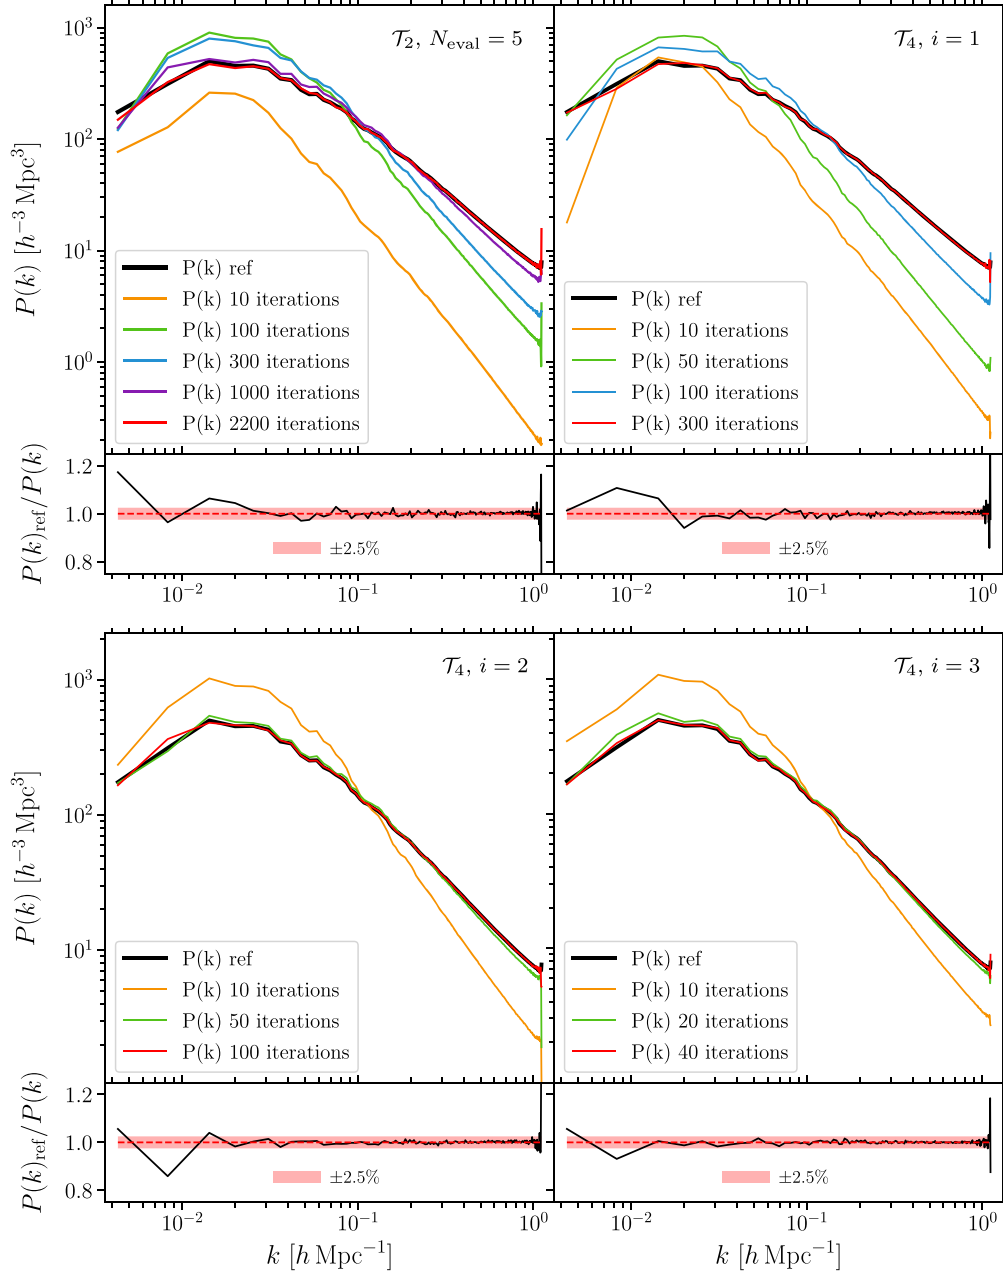 10³
10²
10¹
10⁰
P(k) [h⁻³ Mpc³]
𝒯₂, N_eval = 5
P(k) ref
P(k) 10 iterations
P(k) 100 iterations
P(k) 300 iterations
P(k) 1000 iterations
P(k) 2200 iterations
𝒯₄, i = 1
P(k) ref
P(k) 10 iterations
P(k) 50 iterations
P(k) 100 iterations
P(k) 300 iterations
P(k)_ref/P(k)
1.2
1.0
0.8
±2.5%
±2.5%
10⁻² 10⁻¹ 10⁰ 10⁻² 10⁻¹ 10⁰
10³
10²
10¹
P(k) [h⁻³ Mpc³]
𝒯₄, i = 2
P(k) ref
P(k) 10 iterations
P(k) 50 iterations
P(k) 100 iterations
𝒯₄, i = 3
P(k) ref
P(k) 10 iterations
P(k) 20 iterations
P(k) 40 iterations
P(k)_ref/P(k)
1.2
1.0
0.8
±2.5%
±2.5%
10⁻² 10⁻¹ 10⁰ 10⁻² 10⁻¹ 10⁰
k [h Mpc⁻¹] k [h Mpc⁻¹]